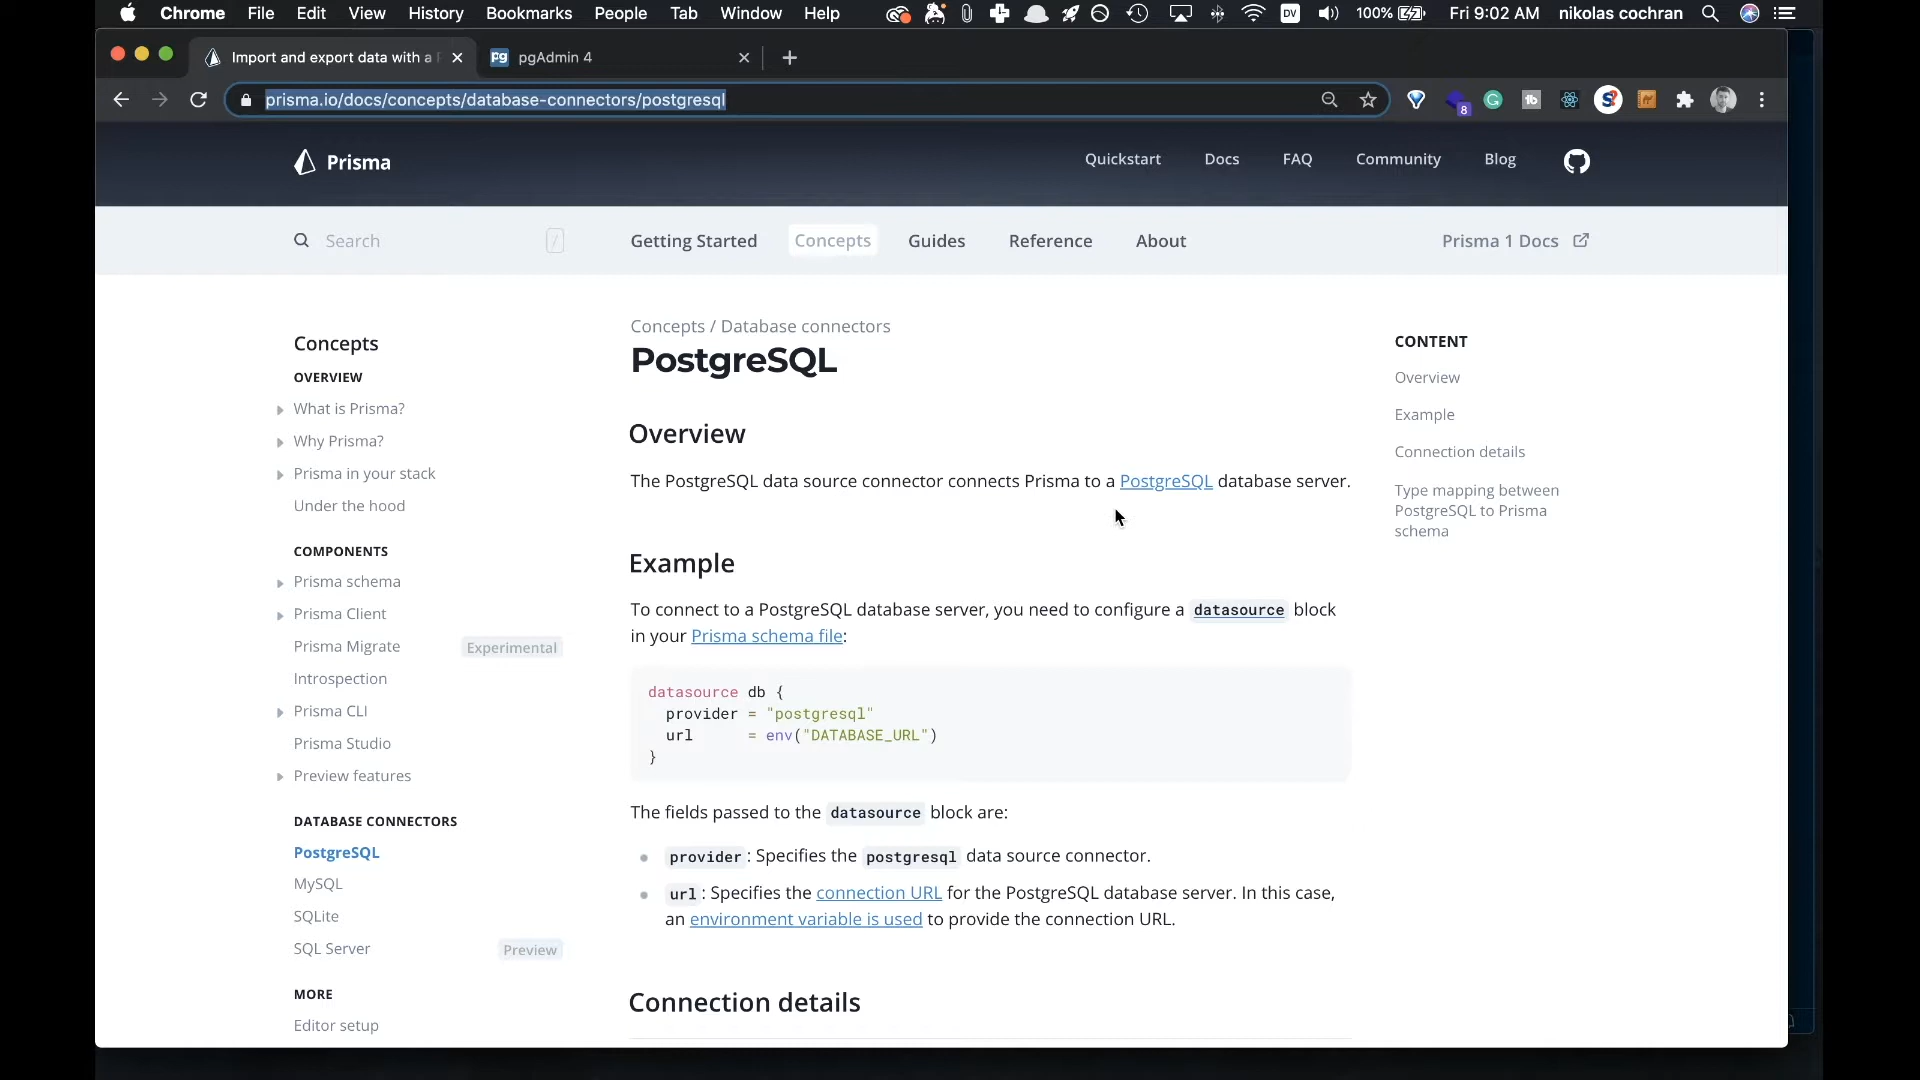 Chrome File Edit View History Bookmarks People Tab Window Help DV 100% Fri 9:02 AM nikolas cochran
Import and export data with a
pgAdmin 4
prisma.io/docs/concepts/database-connectors/postgresql
8
Prisma
Quickstart Docs FAQ Community Blog
Search /
Getting Started Concepts Guides Reference About
Prisma 1 Docs
Concepts
OVERVIEW
What is Prisma?
Why Prisma?
Prisma in your stack
Under the hood
COMPONENTS
Prisma schema
Prisma Client
Prisma Migrate Experimental
Introspection
Prisma CLI
Prisma Studio
Preview features
DATABASE CONNECTORS
PostgreSQL
MySQL
SQLite
SQL Server Preview
MORE
Editor setup
Concepts / Database connectors
PostgreSQL
Overview
The PostgreSQL data source connector connects Prisma to a PostgreSQL database server.
Example
To connect to a PostgreSQL database server, you need to configure a datasource block
in your Prisma schema file:
datasource db {
provider = "postgresql"
url = env("DATABASE_URL")
}
The fields passed to the datasource block are:
provider: Specifies the postgresql data source connector.
url: Specifies the connection URL for the PostgreSQL database server. In this case,
an environment variable is used to provide the connection URL.
Connection details
CONTENT
Overview
Example
Connection details
Type mapping between
PostgreSQL to Prisma
schema